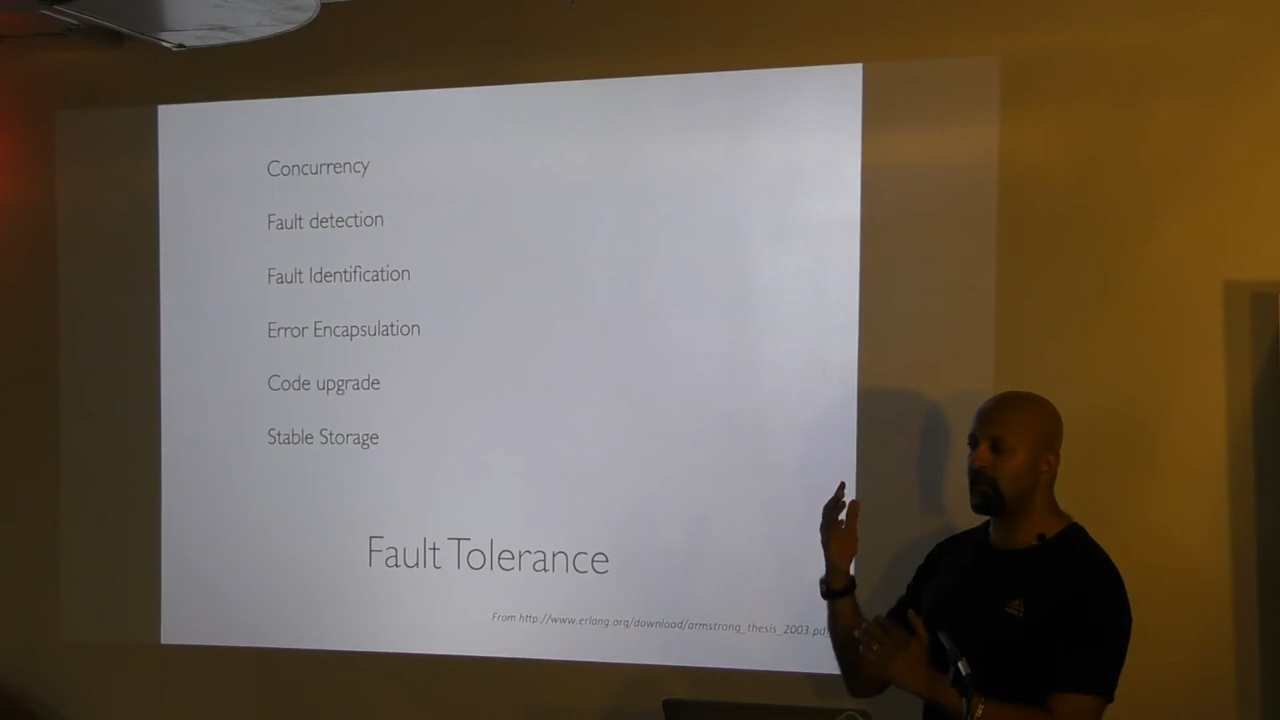 Concurrency
Fault detection
Fault Identification
Error Encapsulation
Code upgrade
Stable Storage
Fault Tolerance
From http://www.erlang.org/download/armstrong_thesis_2003.pd